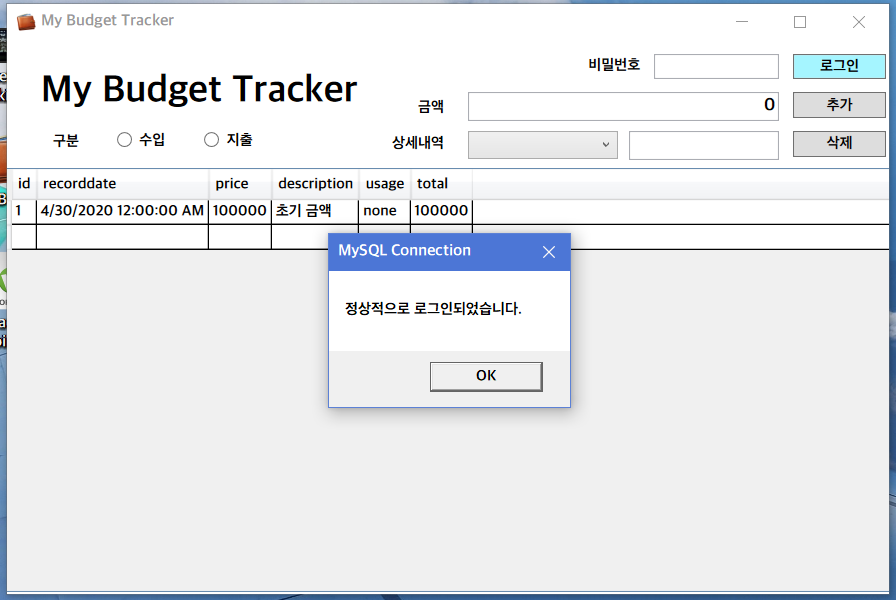 My Budget Tracker
비밀번호
로그인
My Budget Tracker
금액
0
추가
구분
수입
지출
상세내역
삭제
id recorddate price description usage total
1 4/30/2020 12:00:00 AM 100000 초기 금액 none 100000
MySQL Connection
정상적으로 로그인되었습니다.
OK